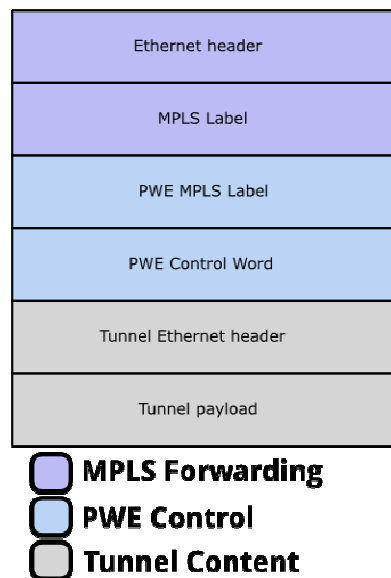 Ethernet header
MPLS Label
PWE MPLS Label
PWE Control Word
Tunnel Ethernet header
Tunnel payload
MPLS Forwarding
PWE Control
Tunnel Content